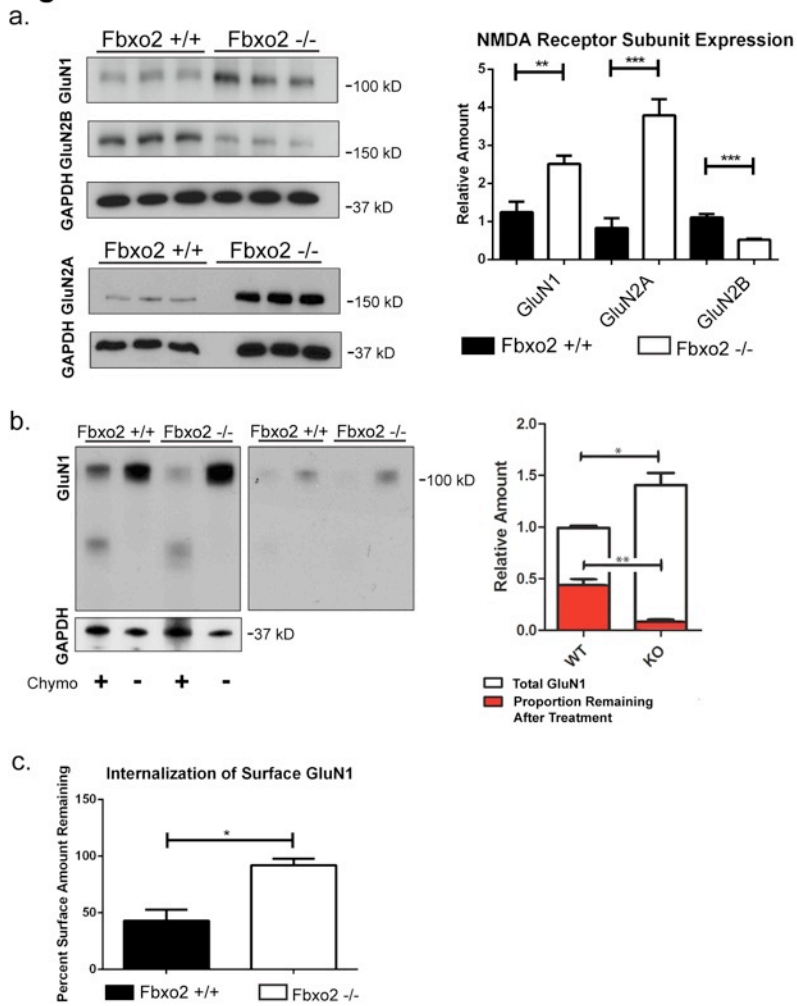 a.
Fbxo2 +/+ Fbxo2 -/-
GluN1
-100 kD
GluN2B
-150 kD
GAPDH
-37 kD
Fbxo2 +/+ Fbxo2 -/-
GluN2A
-150 kD
GAPDH
-37 kD
NMDA Receptor Subunit Expression
Relative Amount
5
4
3
2
1
0
**
***
***
GluN1
GluN2A
GluN2B
Fbxo2 +/+ Fbxo2 -/-
b.
Fbxo2 +/+ Fbxo2 -/- Fbxo2 +/+ Fbxo2 -/-
GluN1
-100 kD
GAPDH
-37 kD
Chymo + - + -
Relative Amount
2.0
1.5
1.0
0.5
0.0
*
**
WT
KO
Total GluN1
Proportion Remaining
After Treatment
c.
Internalization of Surface GluN1
Percent Surface Amount Remaining
150
100
50
0
*
Fbxo2 +/+ Fbxo2 -/-